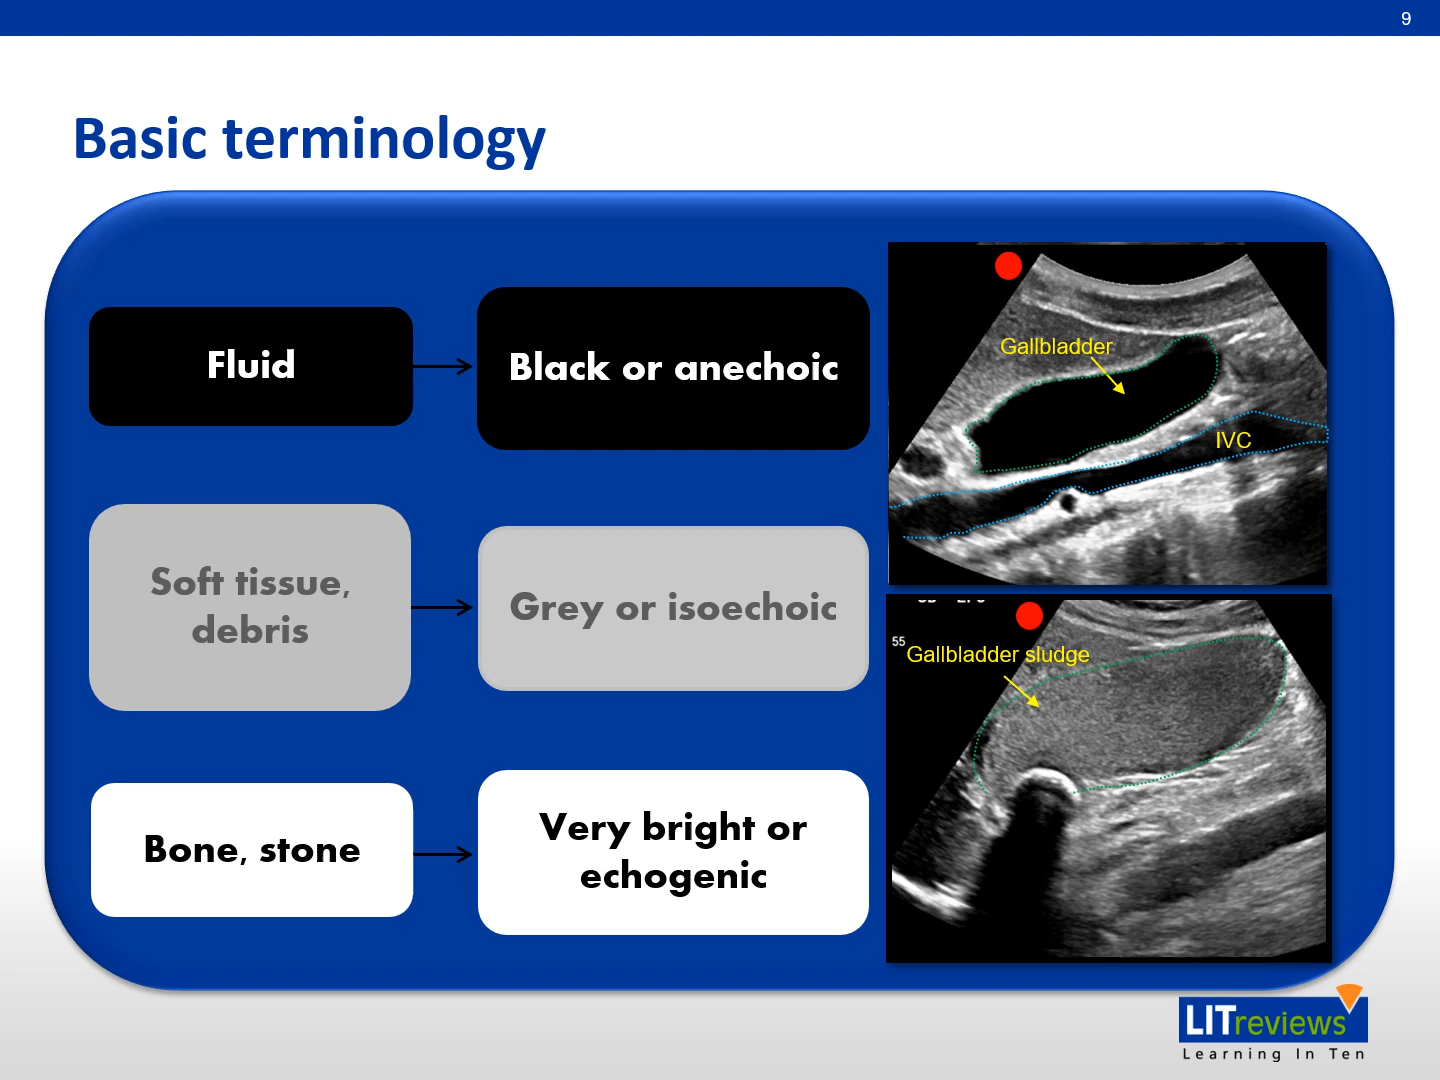 9
Basic terminology
Fluid
Black or anechoic
Soft tissue,
debris
Grey or isoechoic
Bone, stone
Very bright or
echogenic
Gallbladder
IVC
55
Gallbladder sludge
LITreviews
Learning In Ten